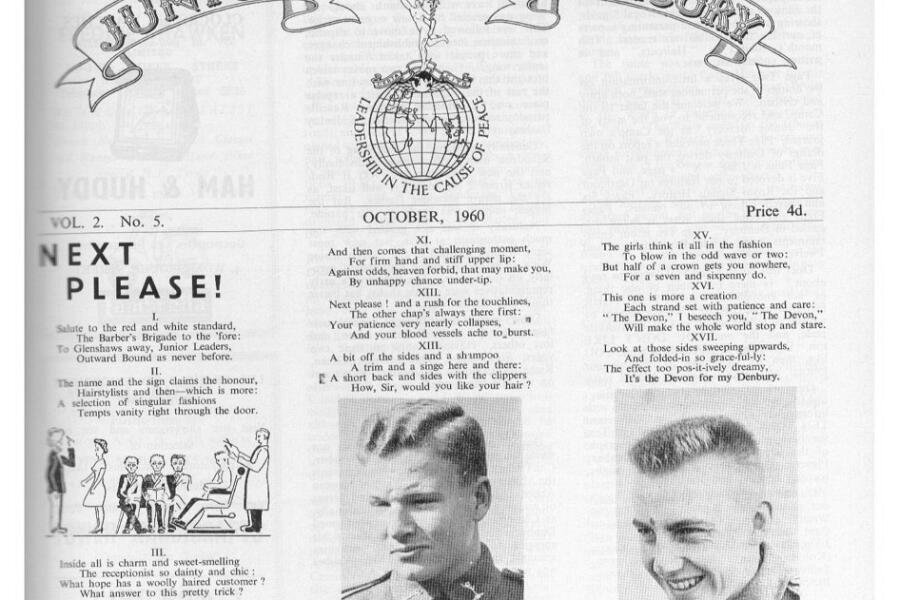 LEADERSHIP IN THE CAUSE OF PEACE
VOL. 2. No. 5.
OCTOBER, 1960
Price 4d.
NEXT
PLEASE!
I.
Salute to the red and white standard,
The Barber's Brigade to the 'fore:
To Glenshaws away, Junior Leaders,
Outward Bound as never before.
II.
The name and the sign claims the honour,
Hairstylists and then—which is more:
A selection of singular fashions
Tempts vanity right through the door.
III.
Inside all is charm and sweet-smelling
The receptionist so dainty and chic :
What hope has a woolly haired customer ?
What answer to this pretty trick ?
XI.
And then comes that challenging moment,
For firm hand and stiff upper lip:
Against odds, heaven forbid, that may make you,
By unhappy chance under-tip.
XIII.
Next please ! and a rush for the touchlines,
The other chap's always there first:
Your patience very nearly collapses,
And your blood vessels ache to burst.
XIII.
A bit off the sides and a shampoo
A trim and a singe here and there:
A short back and sides with the clippers
How, Sir, would you like your hair ?
XV.
The girls think it all in the fashion
To blow in the odd wave or two:
But half of a crown gets you nowhere,
For a seven and sixpenny do.
XVI.
This one is more a creation
Each strand set with patience and care:
" The Devon," I beseech you, " The Devon,"
Will make the whole world stop and stare.
XVII.
Look at those sides sweeping upwards,
And folded-in so grace-ful-ly:
The effect too pos-it-ively dreamy,
It's the Devon for my Denbury.